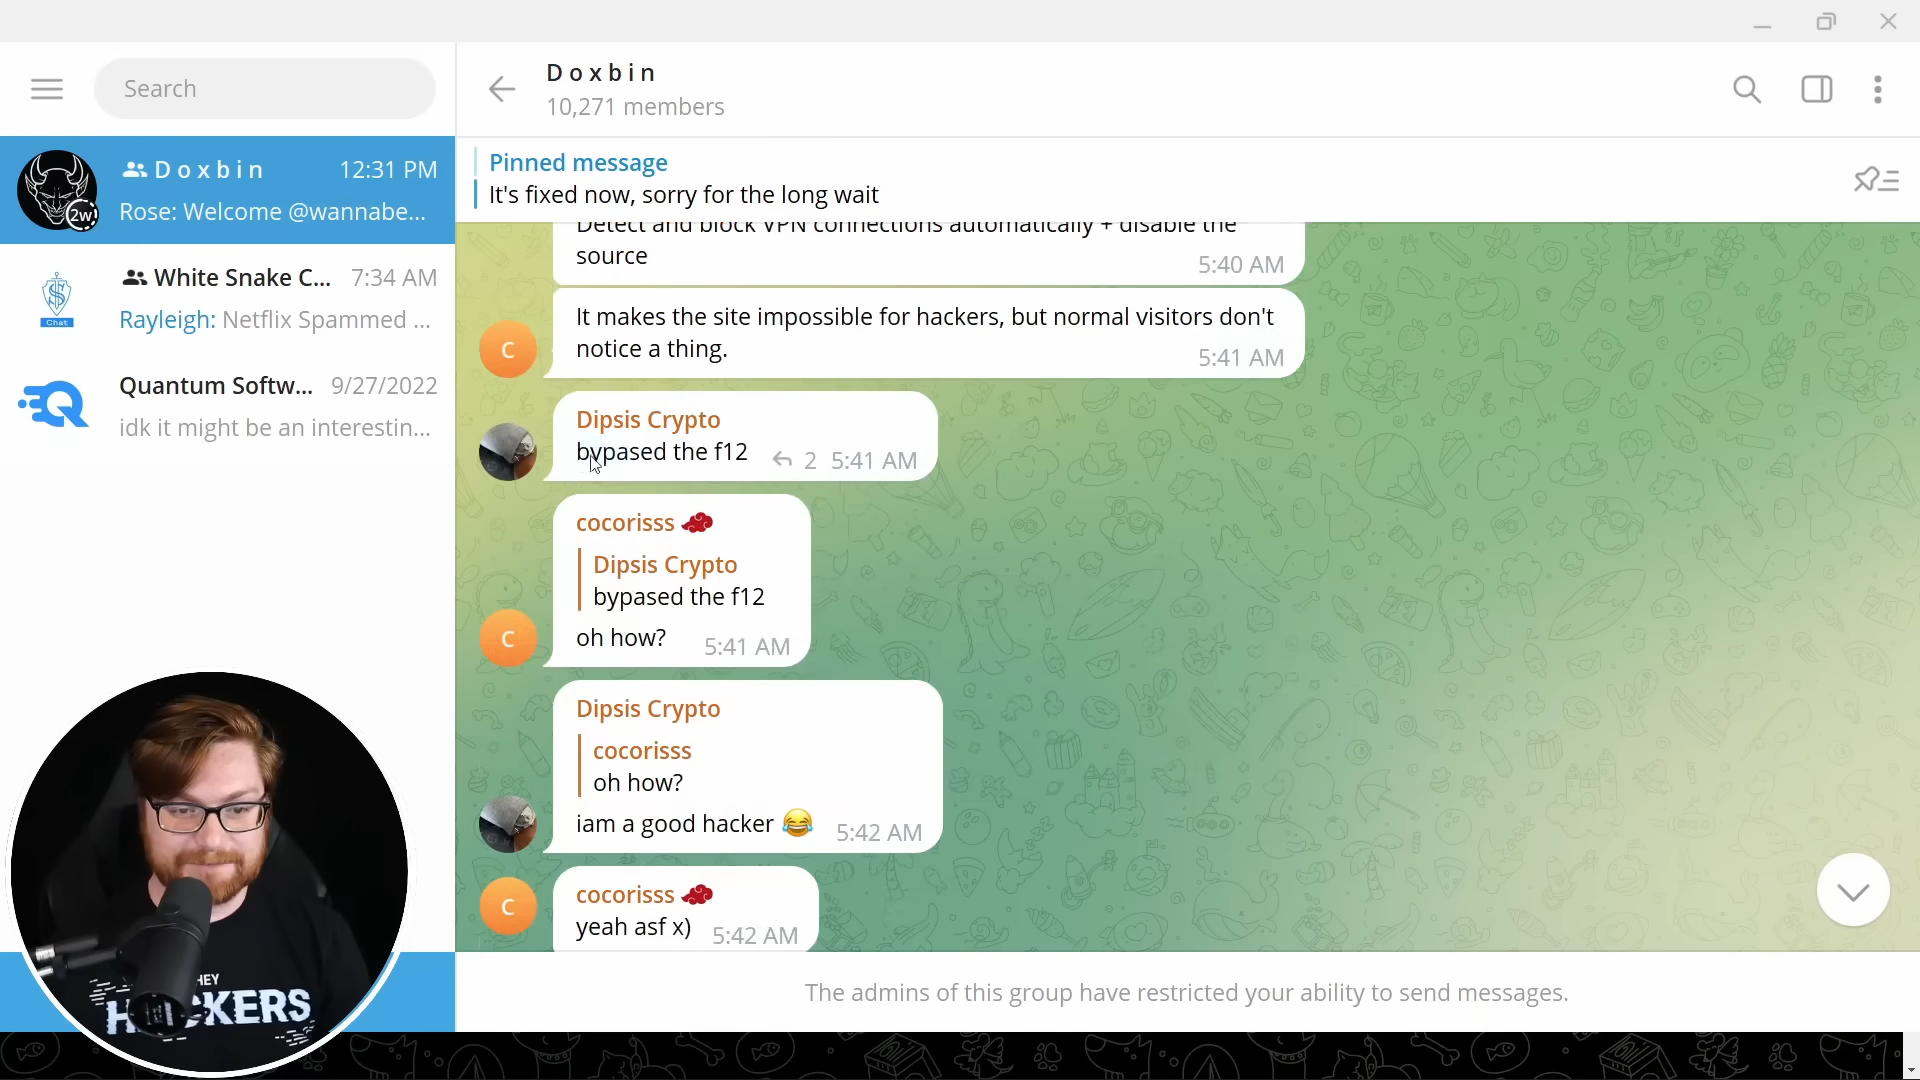 Search
D o x b i n
12:31 PM
Rose: Welcome @wannabe...
2w
White Snake C...
7:34 AM
Rayleigh: Netflix Spammed ...
Chat
Quantum Softw...
9/27/2022
idk it might be an interestin...
D o x b i n
10,271 members
Pinned message
It's fixed now, sorry for the long wait
Detect and block VPN connections automatically + disable the
source
5:40 AM
It makes the site impossible for hackers, but normal visitors don't
notice a thing.
5:41 AM
C
Dipsis Crypto
bypased the f12
2 5:41 AM
cocorisss
Dipsis Crypto
bypased the f12
oh how?
5:41 AM
C
Dipsis Crypto
cocorisss
oh how?
iam a good hacker 😂
5:42 AM
cocorisss
yeah asf x)
5:42 AM
C
The admins of this group have restricted your ability to send messages.
HEY
HACKERS